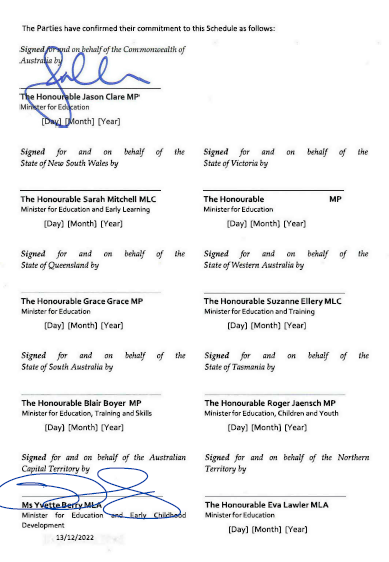 The Parties have confirmed their commitment to this Schedule as follows:
Signed for and on behalf of the Commonwealth of
Australia by
The Honourable Jason Clare MP
Minister for Education
[Day] [Month] [Year]
Signed for and on behalf of the
State of New South Wales by
The Honourable Sarah Mitchell MLC
Minister for Education and Early Learning
[Day] [Month] [Year]
Signed for and on behalf of the
State of Victoria by
The Honourable MP
Minister for Education
[Day] [Month] [Year]
Signed for and on behalf of the
State of Queensland by
The Honourable Grace Grace MP
Minister for Education
[Day] [Month] [Year]
Signed for and on behalf of the
State of Western Australia by
The Honourable Suzanne Ellery MLC
Minister for Education and Training
[Day] [Month] [Year]
Signed for and on behalf of the
State of South Australia by
The Honourable Blair Boyer MP
Minister for Education, Training and Skills
[Day] [Month] [Year]
Signed for and on behalf of the
State of Tasmania by
The Honourable Roger Jaensch MP
Minister for Education, Children and Youth
[Day] [Month] [Year]
Signed for and on behalf of the Australian
Capital Territory by
Ms Yvette Berry MLA
Minister for Education and Early Childhood
Development
13/12/2022
Signed for and on behalf of the Northern
Territory by
The Honourable Eva Lawler MLA
Minister for Education
[Day] [Month] [Year]